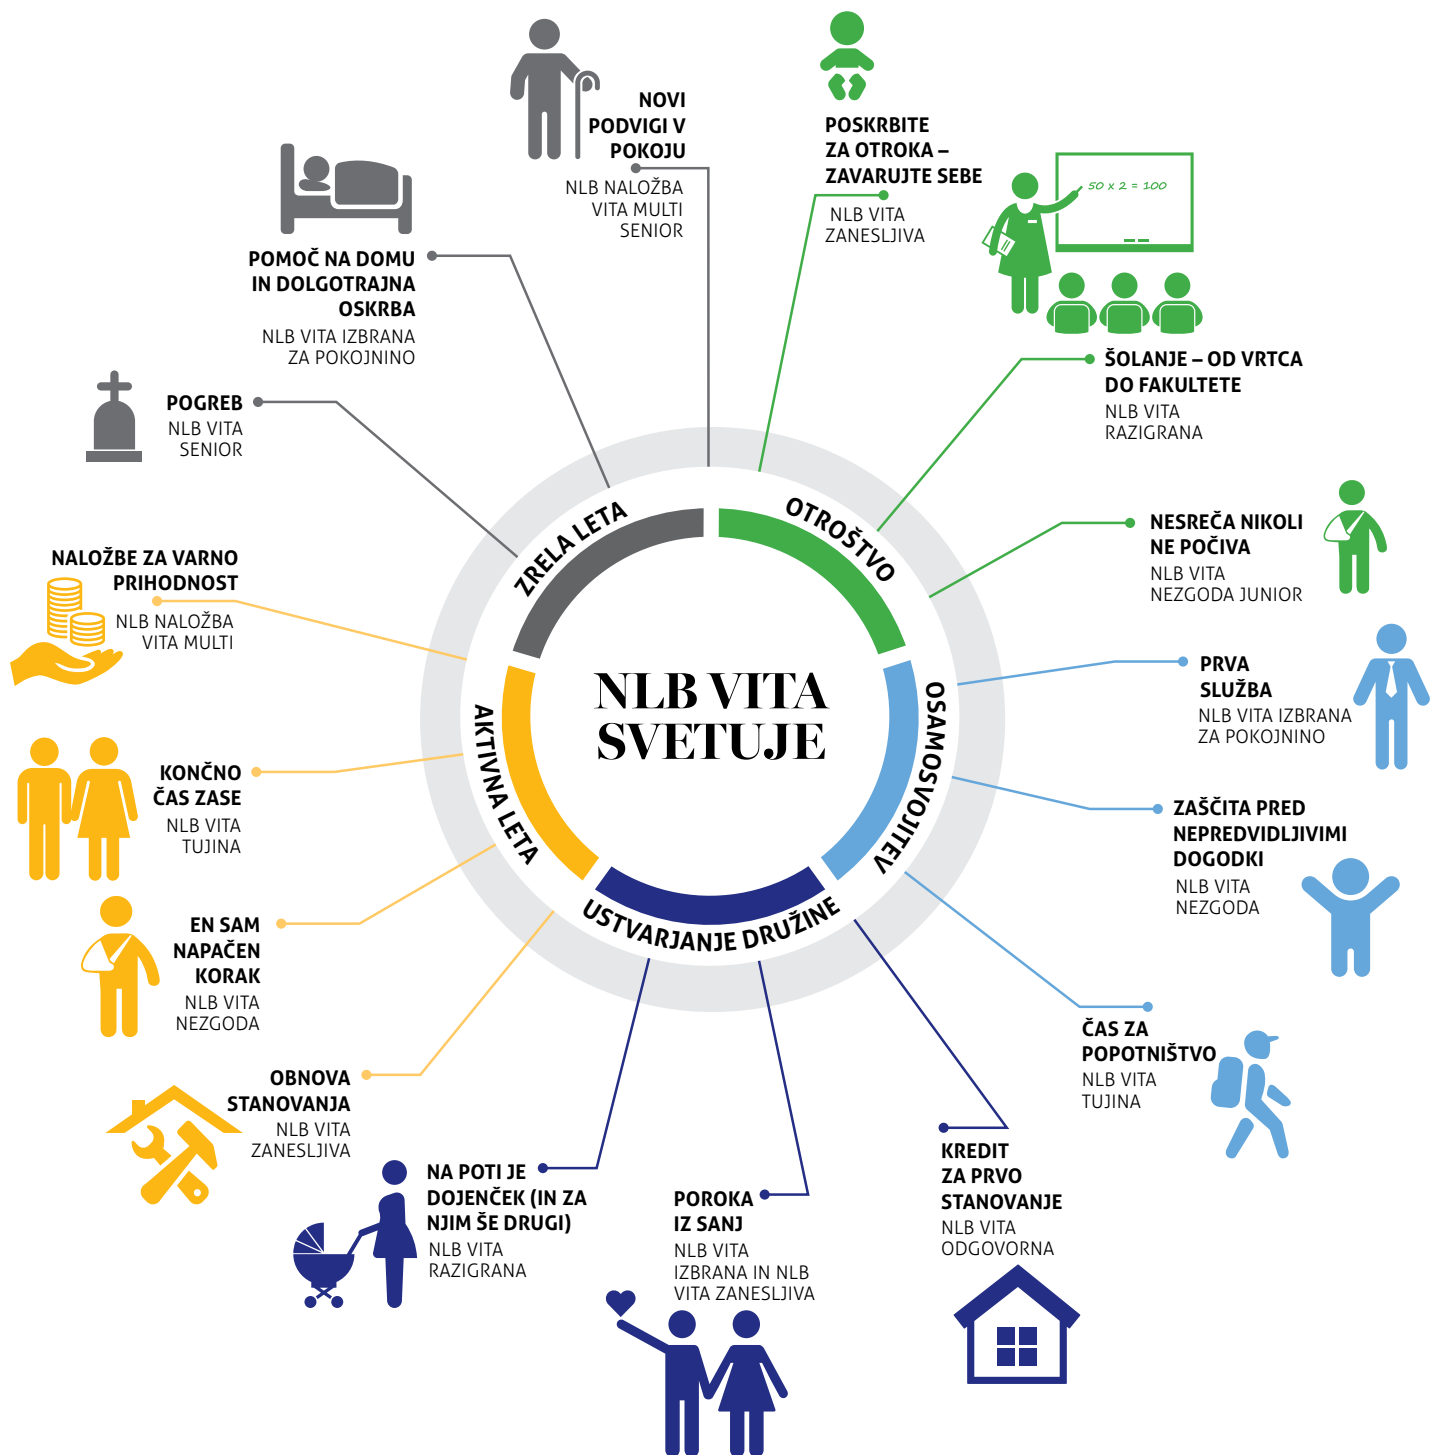 NLB VITA
SVETUJE
OTROŠTVO
POSKRBITE
ZA OTROKA –
ZAVARUJTE SEBE
NLB VITA
ZANESLJIVA
50 x 2 = 100
ŠOLANJE – OD VRTCA
DO FAKULTETE
NLB VITA
RAZIGRANA
NESREČA NIKOLI
NE POČIVA
NLB VITA
NEZGODA JUNIOR
OSAMOSVOJITEV
PRVA
SLUŽBA
NLB VITA IZBRANA
ZA POKOJNINO
ZAŠČITA PRED
NEPREDVIDLJIVIMI
DOGODKI
NLB VITA
NEZGODA
ČAS ZA
POPOTNIŠTVO
NLB VITA
TUJINA
USTVARJANJE DRUŽINE
KREDIT
ZA PRVO
STANOVANJE
NLB VITA
ODGOVORNA
POROKA
IZ SANJ
NLB VITA
IZBRANA IN NLB
VITA ZANESLJIVA
NA POTI JE
DOJENČEK (IN ZA
NJIM ŠE DRUGI)
NLB VITA
RAZIGRANA
AKTIVNA LETA
OBNOVA
STANOVANJA
NLB VITA
ZANESLJIVA
EN SAM
NAPAČEN
KORAK
NLB VITA
NEZGODA
KONČNO
ČAS ZASE
NLB VITA
TUJINA
NALOŽBE ZA VARNO
PRIHODNOST
NLB NALOŽBA
VITA MULTI
ZRELA LETA
POGREB
NLB VITA
SENIOR
POMOČ NA DOMU
IN DOLGOTRAJNA
OSKRBA
NLB VITA IZBRANA
ZA POKOJNINO
NOVI
PODVIGI V
POKOJU
NLB NALOŽBA
VITA MULTI
SENIOR